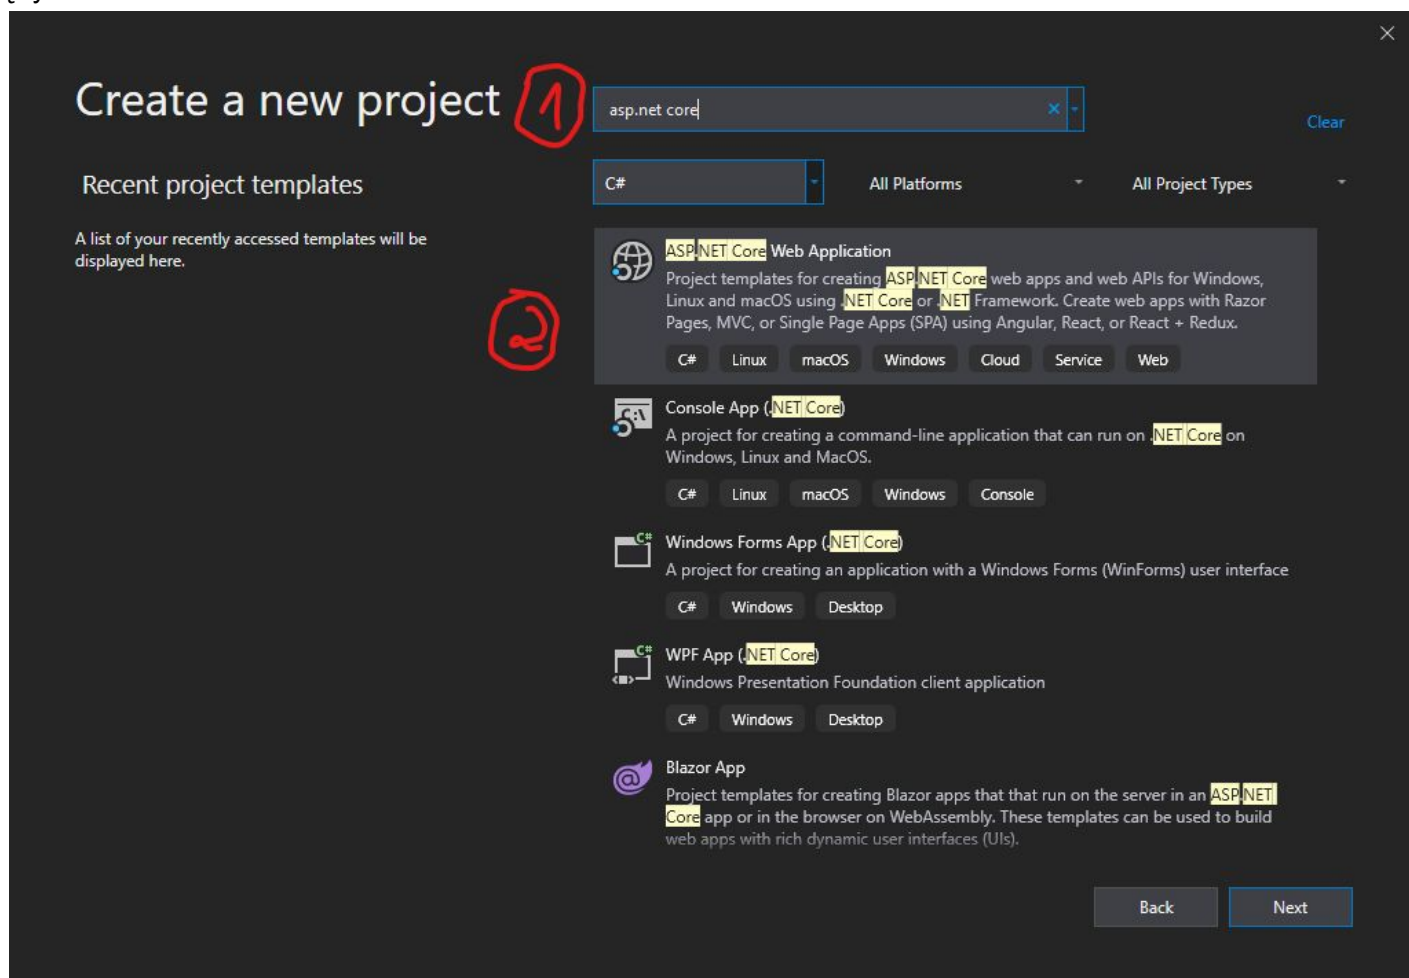 Create a new project
1
asp.net core
Clear
Recent project templates
C#
All Platforms
All Project Types
A list of your recently accessed templates will be
displayed here.
2
ASP.NET Core Web Application
Project templates for creating ASP.NET Core web apps and web APIs for Windows,
Linux and macOS using .NET Core or .NET Framework. Create web apps with Razor
Pages, MVC, or Single Page Apps (SPA) using Angular, React, or React + Redux.
C# Linux macOS Windows Cloud Service Web
Console App (.NET Core)
A project for creating a command-line application that can run on .NET Core on
Windows, Linux and MacOS.
C# Linux macOS Windows Console
Windows Forms App (.NET Core)
A project for creating an application with a Windows Forms (WinForms) user interface
C# Windows Desktop
WPF App (.NET Core)
Windows Presentation Foundation client application
C# Windows Desktop
Blazor App
Project templates for creating Blazor apps that that run on the server in an ASP.NET
Core app or in the browser on WebAssembly. These templates can be used to build
web apps with rich dynamic user interfaces (UIs).
Back
Next